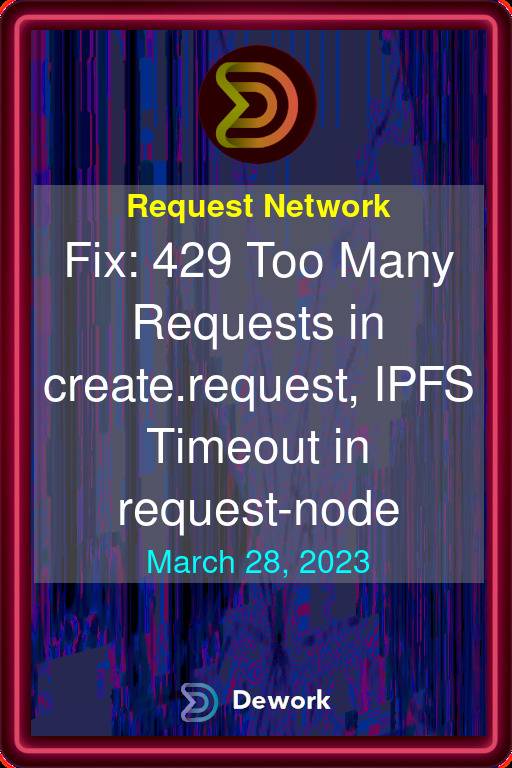 Request Network
Fix: 429 Too Many
Requests in
create.request, IPFS
Timeout in
request-node
March 28, 2023
Dework